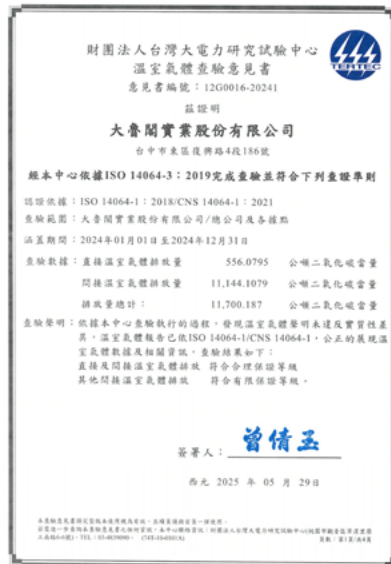 財團法人台灣大電力研究試驗中心
溫室氣體查驗意見書
意見書編號：12G0016-20241
TERTEC
茲證明
大魯閣實業股份有限公司
台中市東區復興路4段186號
經本中心依據ISO 14064-3：2019完成查驗並符合下列查證準則
認證依據：ISO 14064-1：2018/CNS 14064-1：2021
查驗範圍：大魯閣實業股份有限公司/總公司及各據點
涵蓋期間：2024年01月01日至2024年12月31日
查驗數據：直接溫室氣體排放量 556.0795 公噸二氧化碳當量
間接溫室氣體排放量 11,144.1079 公噸二氧化碳當量
排放量總計： 11,700.187 公噸二氧化碳當量
查驗聲明：依據本中心查驗執行的過程，發現溫室氣體聲明未違反實質性差
異，溫室氣體報告已依ISO 14064-1/CNS 14064-1，公正的展現溫
室氣體數據及相關資訊，查驗結果如下：
直接及間接溫室氣體排放 符合合理保證等級
其他間接溫室氣體排放 符合有限保證等級。
簽署人：曾倩玉
西元 2025 年 05 月 29日